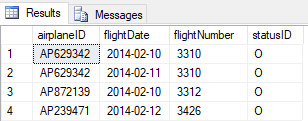 Results Messages
airplaneID flightDate flightNumber statusID
1 AP629342 2014-02-10 3310 O
2 AP629342 2014-02-11 3310 O
3 AP872139 2014-02-10 3312 O
4 AP239471 2014-02-12 3426 O